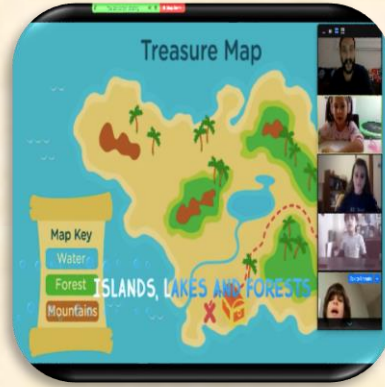 Treasure Map
Map Key
Water
Forest
Mountains
ISLANDS, LAKES AND FORESTS
X